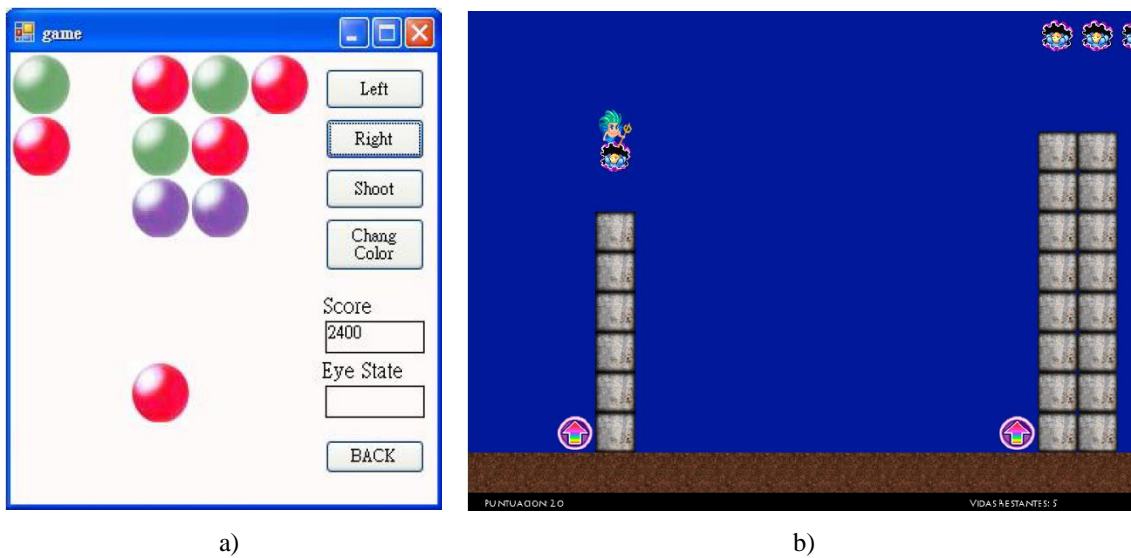 game
Left
Right
Shoot
Chang
Color
Score
2400
Eye State
BACK
PUNTUACION: 20
VIDAS RESTANTES: 5
a)
b)